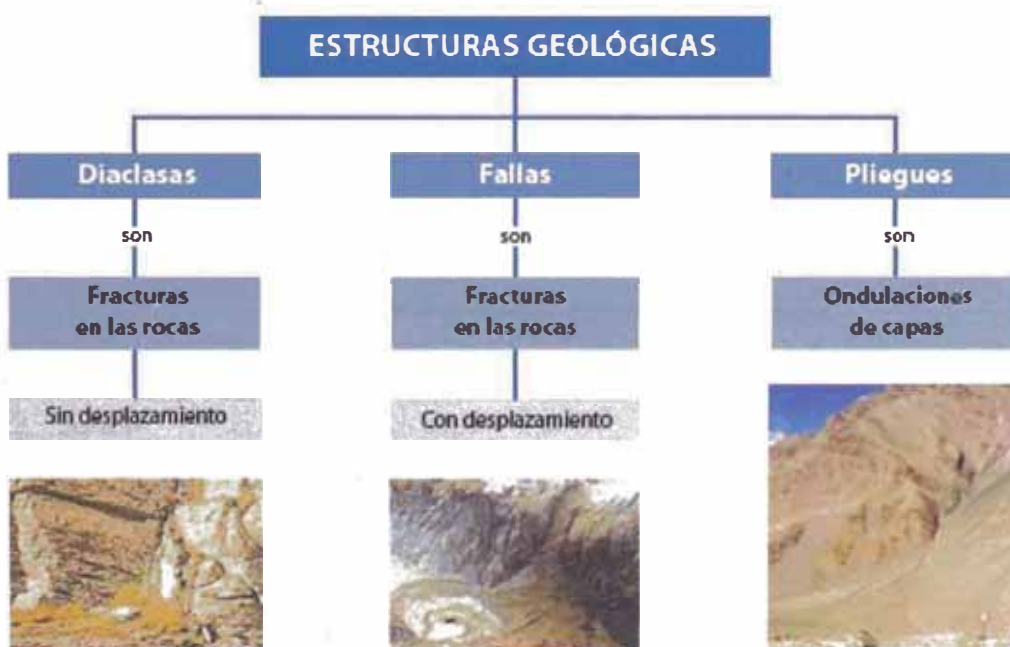 ESTRUCTURAS GEOLÓGICAS
Diaclasas
Fallas
Pliegues
son
son
son
Fracturas
en las rocas
Fracturas
en las rocas
Ondulaciones
de capas
Sin desplazamiento
Con desplazamiento